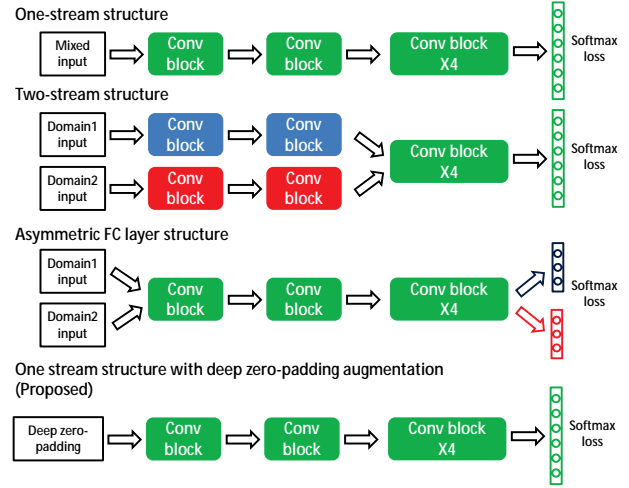 One-stream structure
Mixed
input
Conv
block
Conv
block
Conv block
X4
Softmax
loss
Two-stream structure
Domain1
input
Conv
block
Conv
block
Domain2
input
Conv
block
Conv
block
Conv block
X4
Softmax
loss
Asymmetric FC layer structure
Domain1
input
Domain2
input
Conv
block
Conv
block
Conv block
X4
Softmax
loss
One stream structure with deep zero-padding augmentation
(Proposed)
Deep zero-
padding
Conv
block
Conv
block
Conv block
X4
Softmax
loss